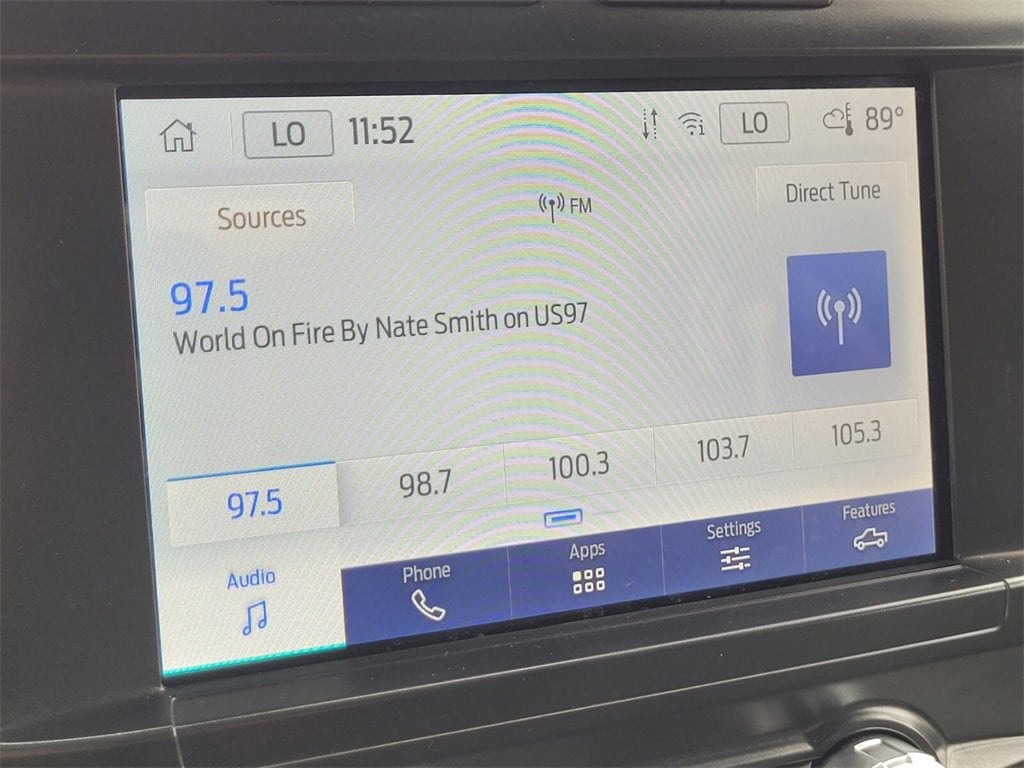 LO 11:52 LO 89°
Sources FM Direct Tune
97.5
World On Fire By Nate Smith on US97
97.5 98.7 100.3 103.7 105.3
Audio Phone Apps Settings Features